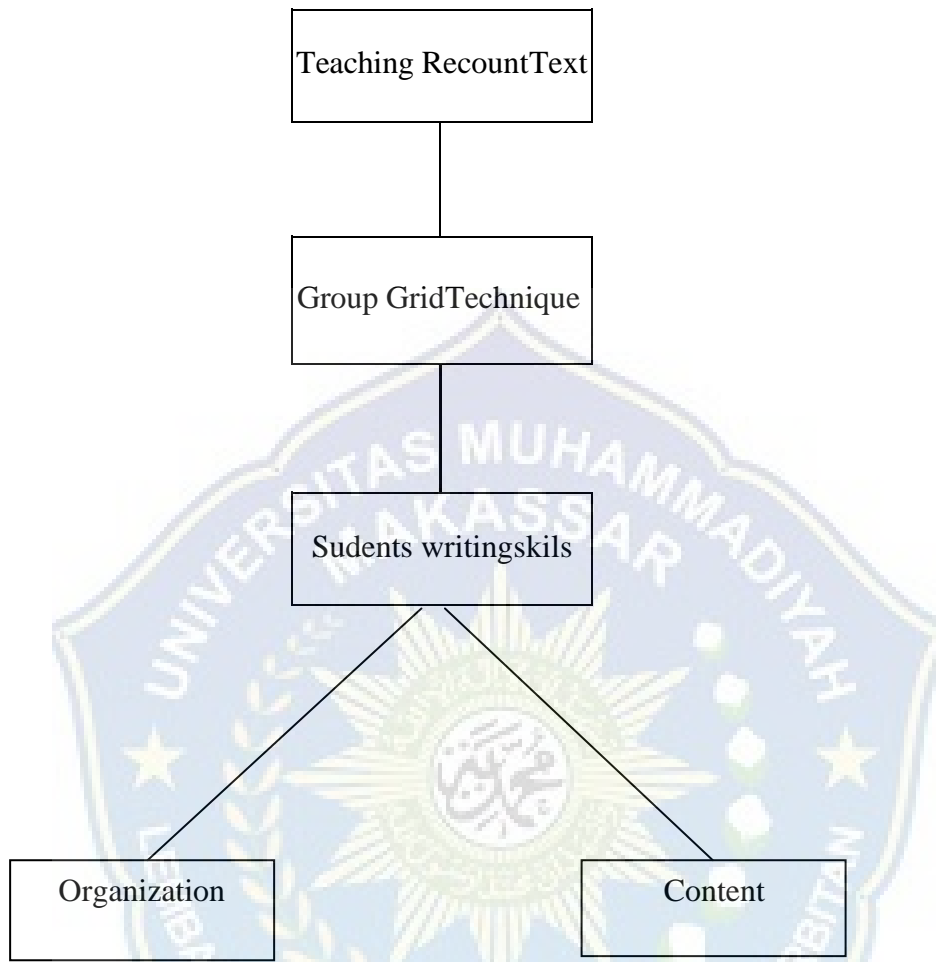 Teaching RecountText
Group GridTechnique
UNIVERSITAS MUHAMMADIYAH
MAKASSAR
Sudents writingskils
Organization
Content